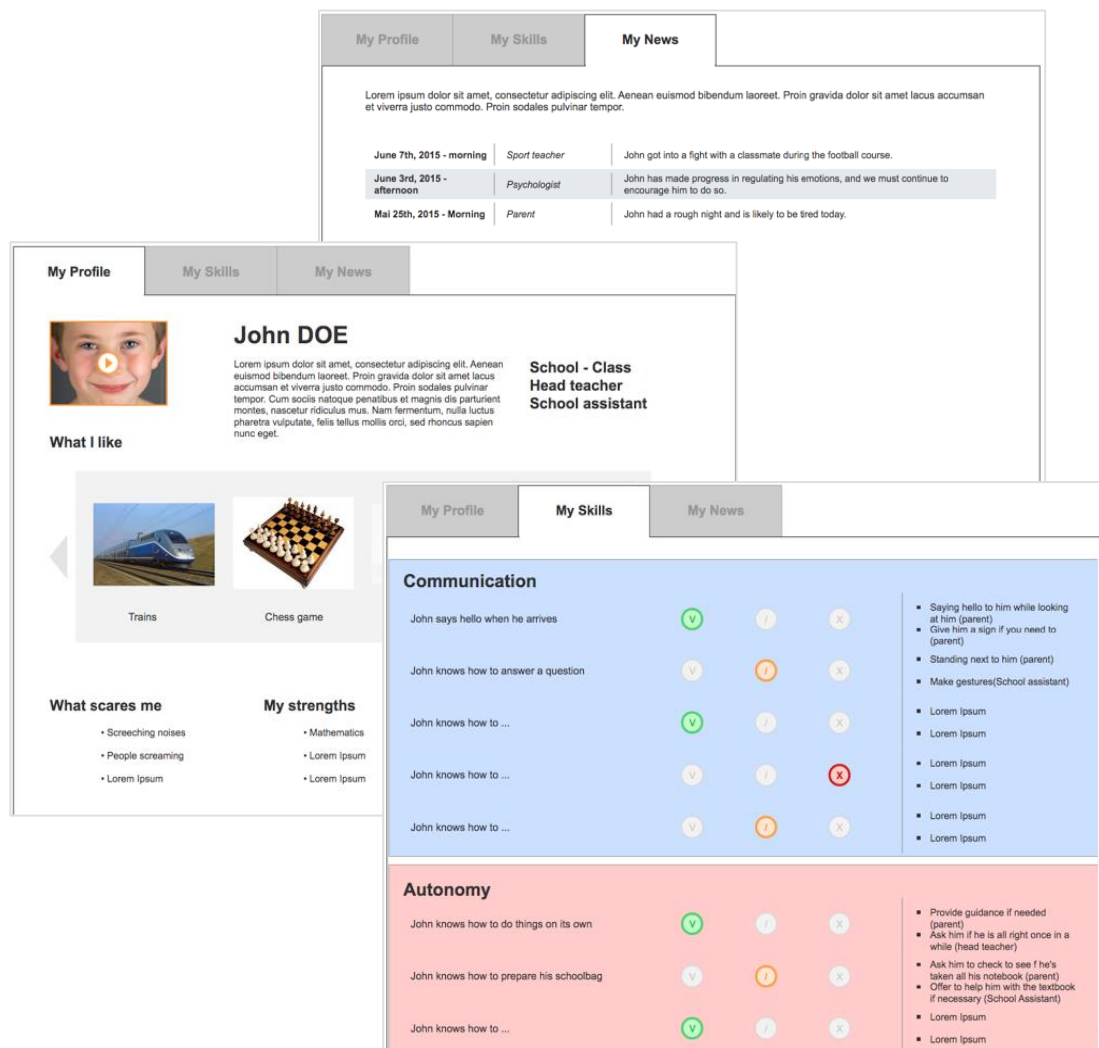 My Profile
My Skills
My News
Lorem ipsum dolor sit amet, consectetur adipiscing elit. Aenean euismod bibendum laoreet. Proin gravida dolor sit amet lacus accumsan
et viverra justo commodo. Proin sodales pulvinar tempor.
June 7th, 2015 - morning
Sport teacher
John got into a fight with a classmate during the football course.
June 3rd, 2015 -
afternoon
Psychologist
John has made progress in regulating his emotions, and we must continue to
encourage him to do so.
Mai 25th, 2015 - Morning
Parent
John had a rough night and is likely to be tired today.
My Profile
My Skills
My News
John DOE
Lorem ipsum dolor sit amet, consectetur adipiscing elit. Aenean
euismod bibendum laoreet. Proin gravida dolor sit amet lacus
accumsan et viverra justo commodo. Proin sodales pulvinar
tempor. Cum sociis natoque penatibus et magnis dis parturient
montes, nascetur ridiculus mus. Nam fermentum, nulla luctus
pharetra vulputate, felis tellus mollis orci, sed rhoncus sapien
nunc eget.
School - Class
Head teacher
School assistant
What I like
Trains
Chess game
What scares me
• Screeching noises
• People screaming
• Lorem Ipsum
My strengths
• Mathematics
• Lorem Ipsum
• Lorem Ipsum
My Profile
My Skills
My News
Communication
John says hello when he arrives
V
/
X
▪ Saying hello to him while looking
at him (parent)
▪ Give him a sign if you need to
(parent)
John knows how to answer a question
V
/
X
▪ Standing next to him (parent)
▪ Make gestures(School assistant)
John knows how to ...
V
/
X
▪ Lorem Ipsum
▪ Lorem Ipsum
John knows how to ...
V
/
X
▪ Lorem Ipsum
▪ Lorem Ipsum
John knows how to ...
V
/
X
▪ Lorem Ipsum
▪ Lorem Ipsum
Autonomy
John knows how to do things on its own
V
/
X
▪ Provide guidance if needed
(parent)
▪ Ask him if he is all right once in a
while (head teacher)
John knows how to prepare his schoolbag
V
/
X
▪ Ask him to check to see f he's
taken all his notebook (parent)
▪ Offer to help him with the textbook
if necessary (School Assistant)
John knows how to ...
V
/
X
▪ Lorem Ipsum
▪ Lorem Ipsum